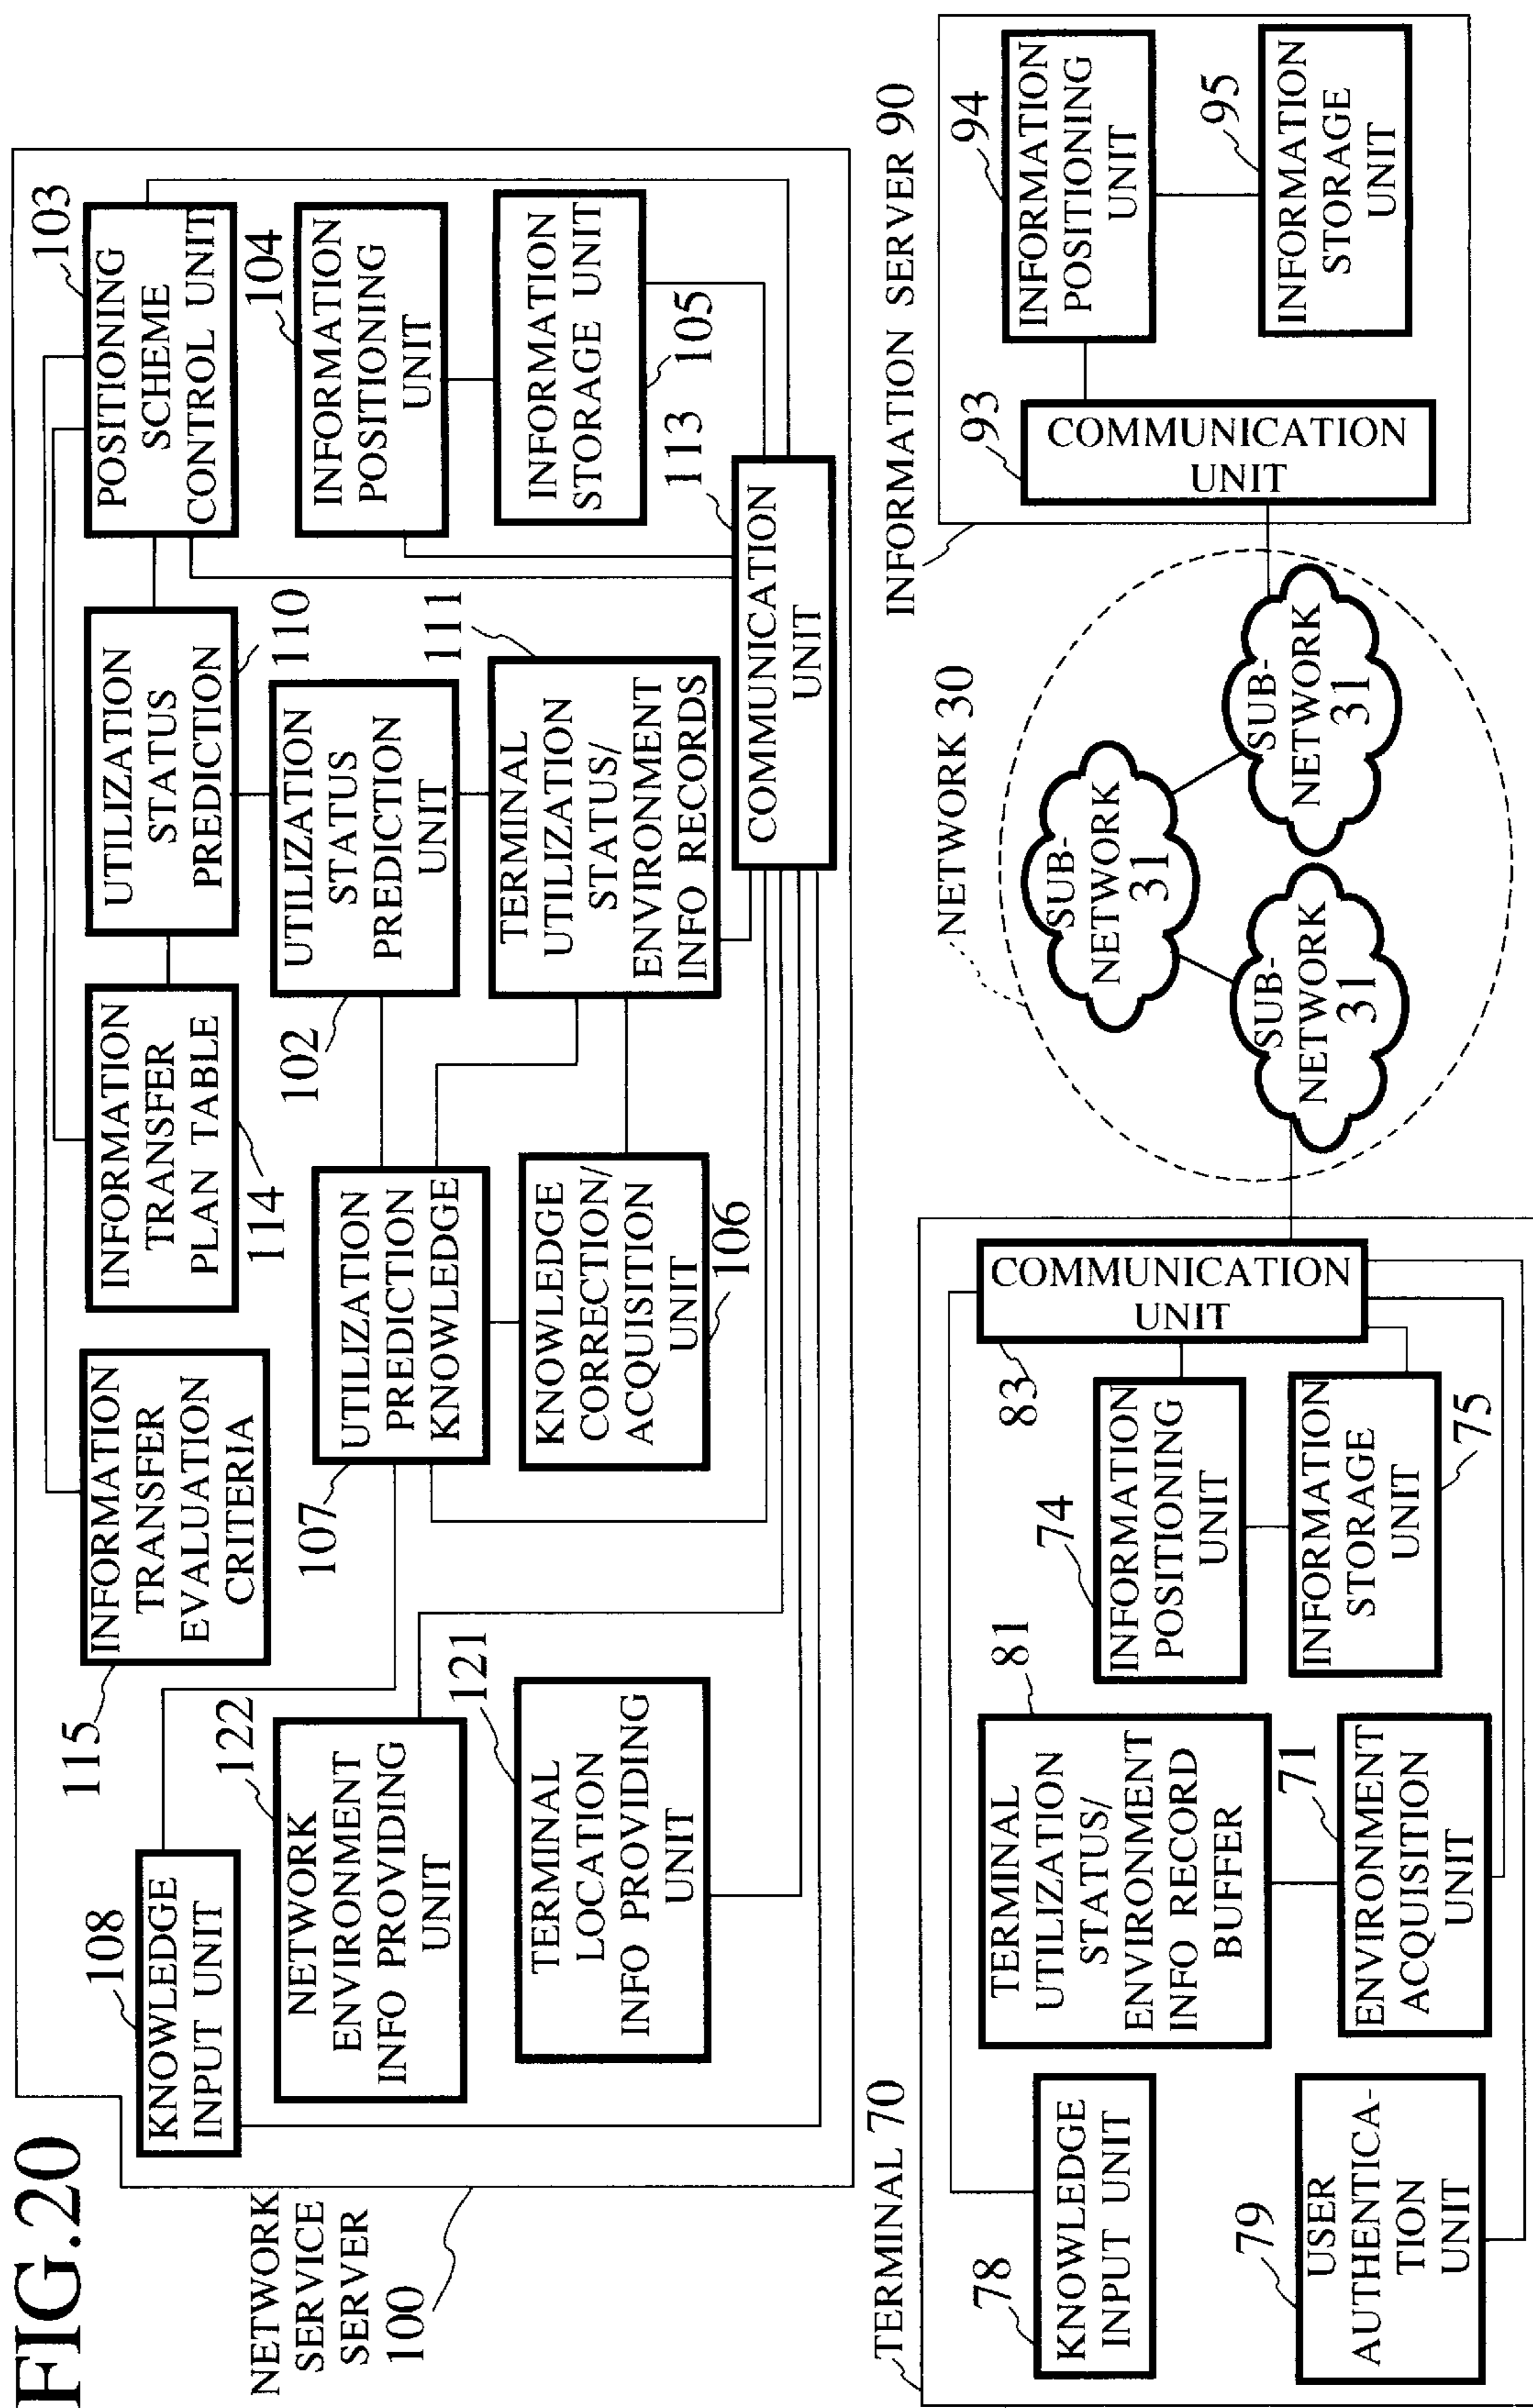 FIG.20
NETWORK
SERVICE
SERVER
100
108
KNOWLEDGE
INPUT UNIT
115
INFORMATION
TRANSFER
EVALUATION
CRITERIA
INFORMATION
TRANSFER
PLAN TABLE
114
UTILIZATION
STATUS
PREDICTION
110
103
POSITIONING
SCHEME
CONTROL UNIT
122
NETWORK
ENVIRONMENT
INFO PROVIDING
UNIT
107
UTILIZATION
PREDICTION
KNOWLEDGE
102
UTILIZATION
STATUS
PREDICTION
UNIT
104
INFORMATION
POSITIONING
UNIT
121
TERMINAL
LOCATION
INFO PROVIDING
UNIT
KNOWLEDGE
CORRECTION/
ACQUISITION
UNIT
106
111
TERMINAL
UTILIZATION
STATUS/
ENVIRONMENT
INFO RECORDS
INFORMATION
STORAGE UNIT
105
113
COMMUNICATION
UNIT
TERMINAL 70
78
KNOWLEDGE
INPUT UNIT
79
USER
AUTHENTICA-
TION
UNIT
81
TERMINAL
UTILIZATION
STATUS/
ENVIRONMENT
INFO RECORD
BUFFER
71
ENVIRONMENT
ACQUISITION
UNIT
74
INFORMATION
POSITIONING
UNIT
INFORMATION
STORAGE
UNIT
75
83
COMMUNICATION
UNIT
NETWORK 30
SUB-
NETWORK
31
SUB-
NETWORK
31
SUB-
NETWORK
31
INFORMATION SERVER 90
93
COMMUNICATION
UNIT
94
INFORMATION
POSITIONING
UNIT
95
INFORMATION
STORAGE
UNIT